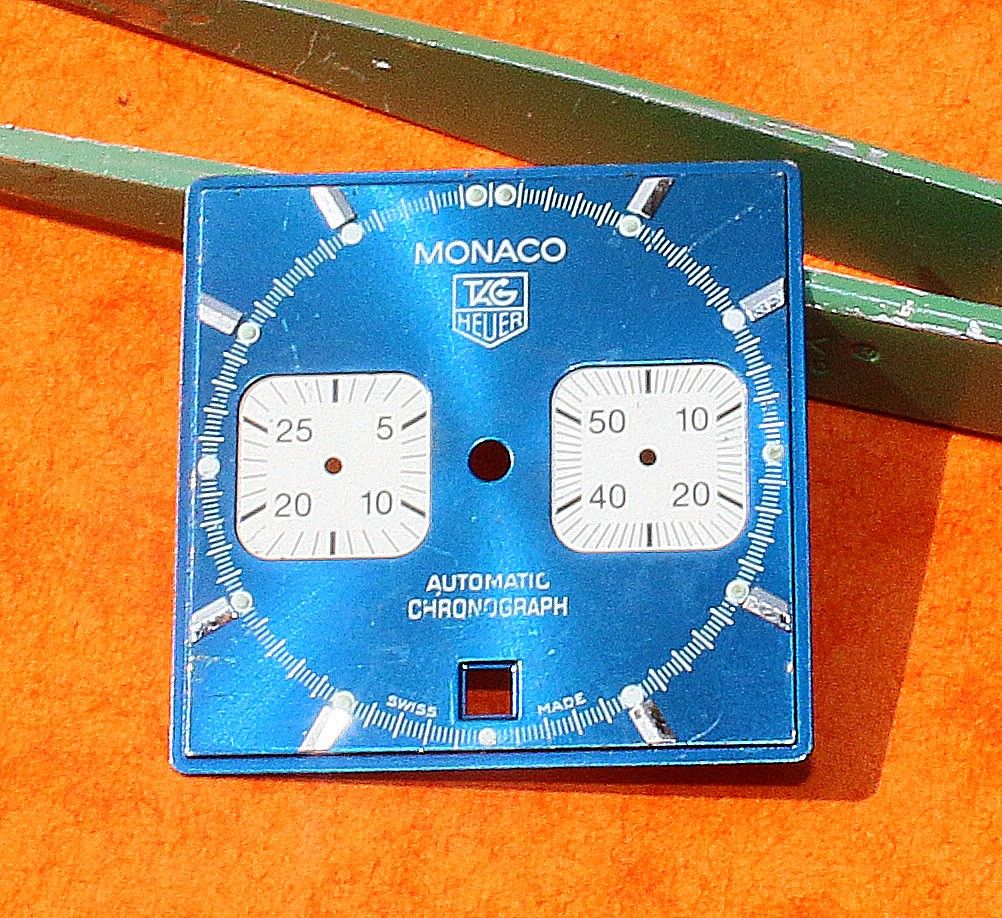 MONACO
TAG
HEUER
25 5
20 10
50 10
40 20
AUTOMATIC
CHRONOGRAPH
SWISS MADE